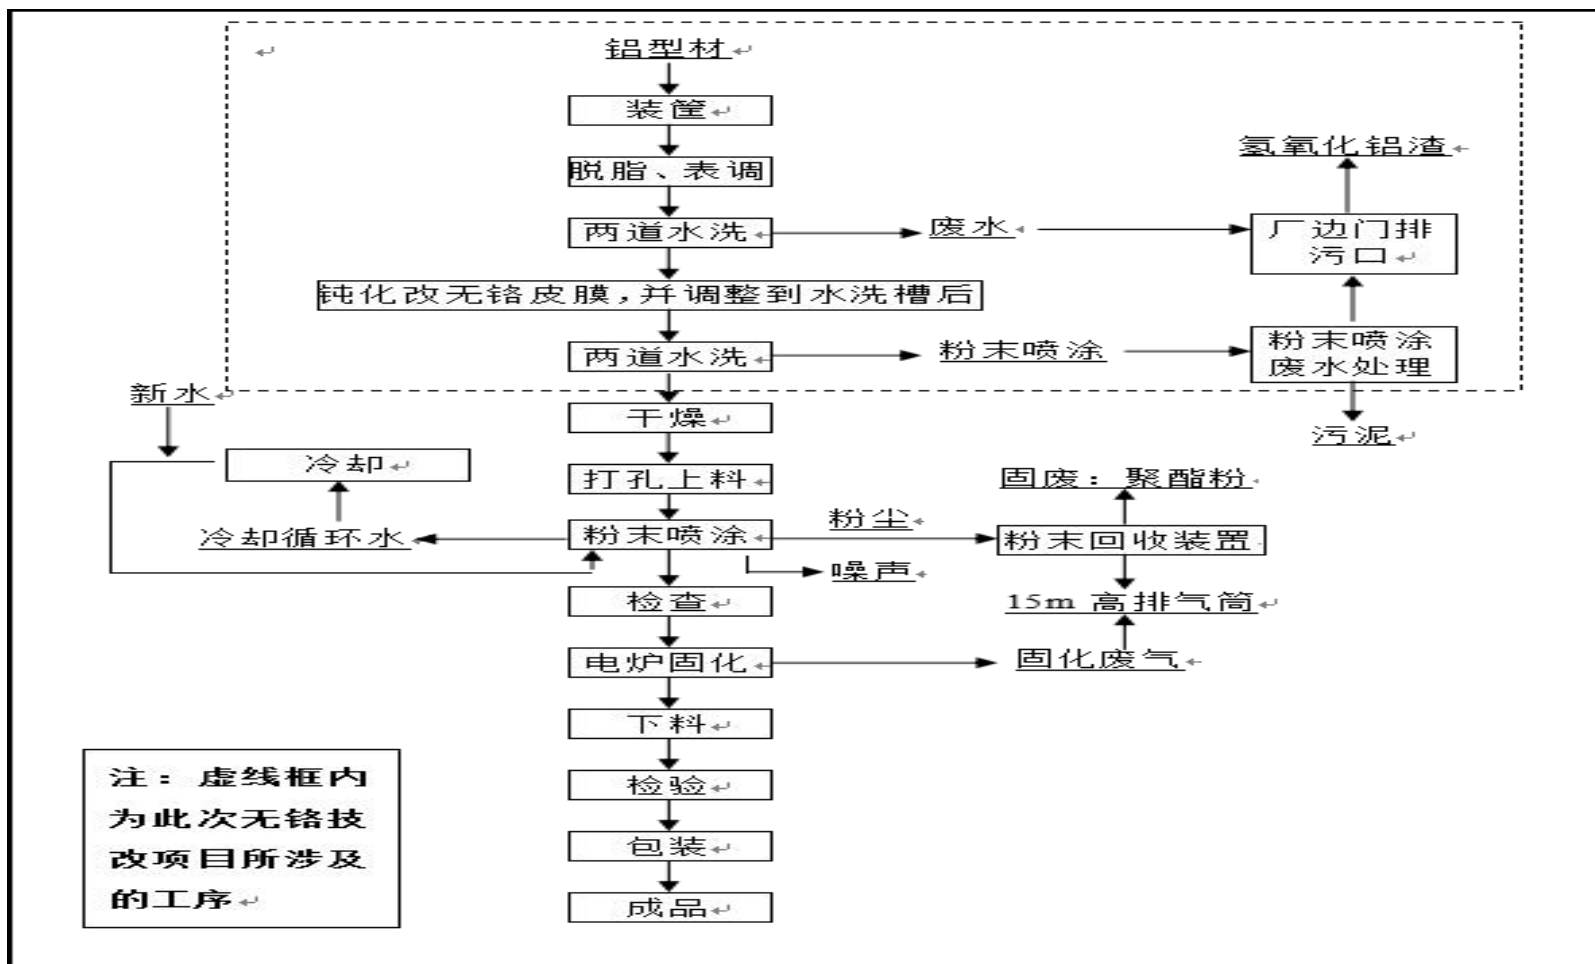 铝型材
装筐
脱脂、表调
氢氧化铝渣
两道水洗
废水
厂边门排
污口
钝化改无铬皮膜,并调整到水洗槽后
两道水洗
粉末喷涂
粉末喷涂
废水处理
新水
干燥
污泥
冷却
打孔上料
固废：聚酯粉
冷却循环水
粉末喷涂
粉尘
粉末回收装置
噪声
检查
15m 高排气筒
电炉固化
固化废气
下料
注：虚线框内
为此次无铬技
改项目所涉及
的工序
检验
包装
成品